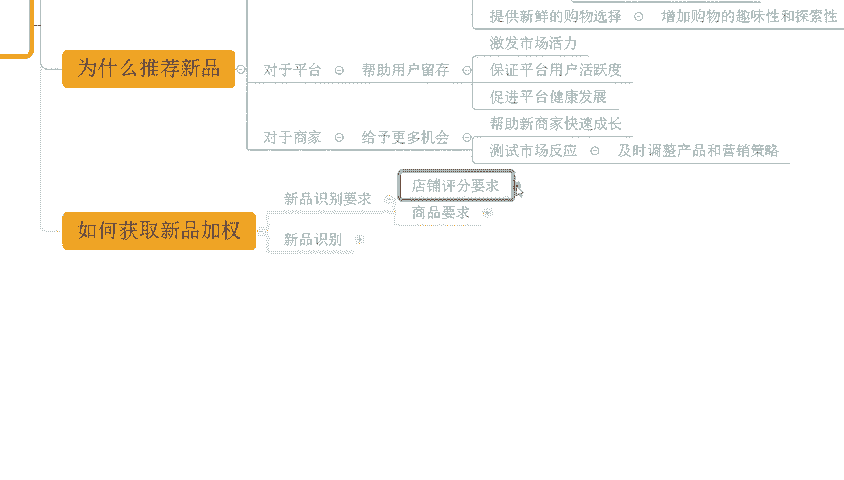 提供新鲜的购物选择 增加购物的趣味性和探索性
激发市场活力
为什么推荐新品 对于平台 帮助用户留存 保证平台用户活跃度
促进平台健康发展
帮助新商家快速成长
对于商家 给予更多机会
测试市场反应 及时调整产品和营销策略
店铺评分要求
新品识别要求
商品要求
如何获取新品加权
新品识别